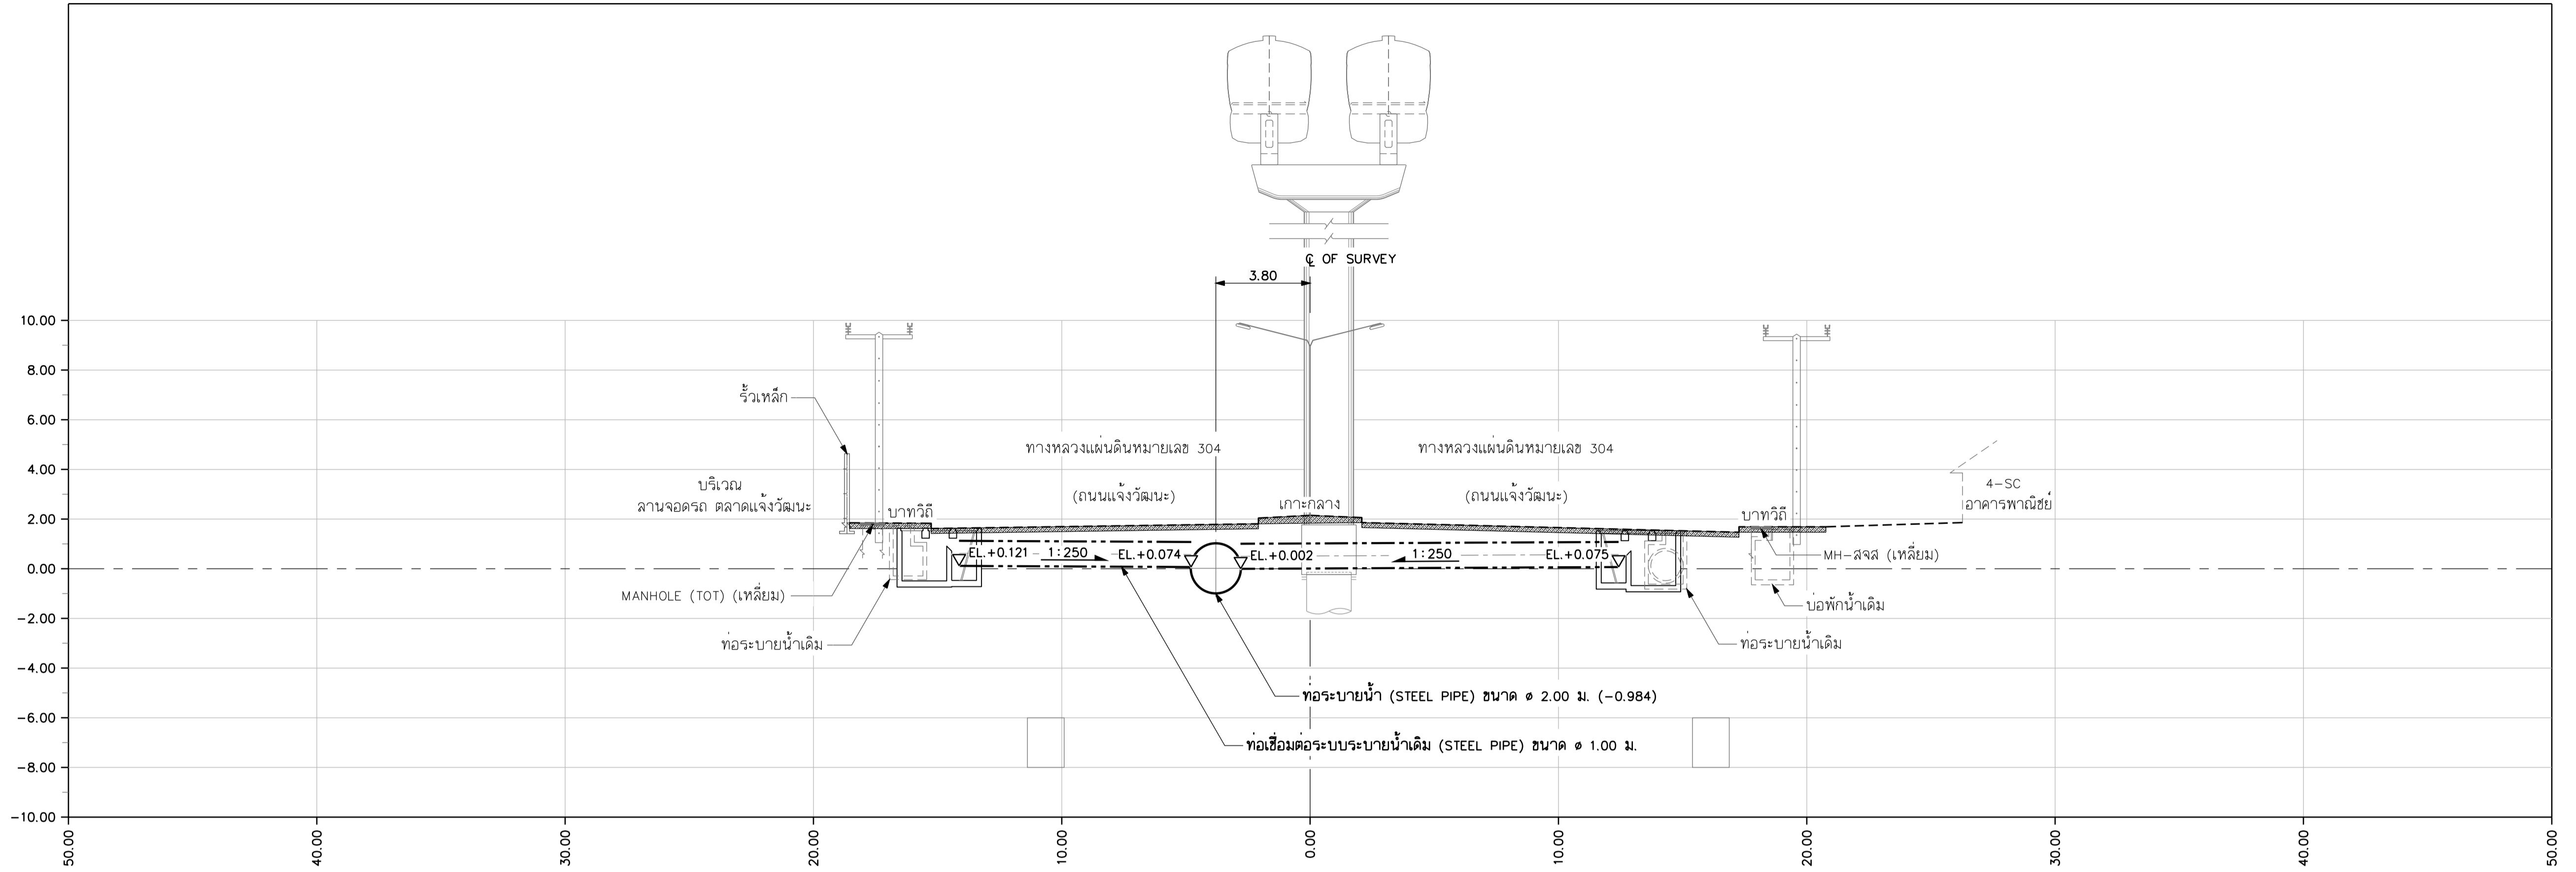 ℄ OF SURVEY
3.80
10.00
8.00
6.00
4.00
2.00
0.00
-2.00
-4.00
-6.00
-8.00
-10.00
รั้วเหล็ก
ทางหลวงแผ่นดินหมายเลข 304
(ถนนแจ้งวัฒนะ)
ทางหลวงแผ่นดินหมายเลข 304
(ถนนแจ้งวัฒนะ)
บริเวณ
ลานจอดรถ ตลาดแจ้งวัฒนะ
บาทวิถี
เกาะกลาง
บาทวิถี
4-SC
อาคารพาณิชย์
EL.+0.121
1:250
EL.+0.074
EL.+0.002
1:250
EL.+0.075
MH-สจส (เหลี่ยม)
MANHOLE (TOT) (เหลี่ยม)
บ่อพักน้ำเดิม
ท่อระบายน้ำเดิม
ท่อระบายน้ำเดิม
ท่อระบายน้ำ (STEEL PIPE) ขนาด ø 2.00 ม. (-0.984)
ท่อเชื่อมต่อระบบระบายน้ำเดิม (STEEL PIPE) ขนาด ø 1.00 ม.
50.00
40.00
30.00
20.00
10.00
0.00
10.00
20.00
30.00
40.00
50.00